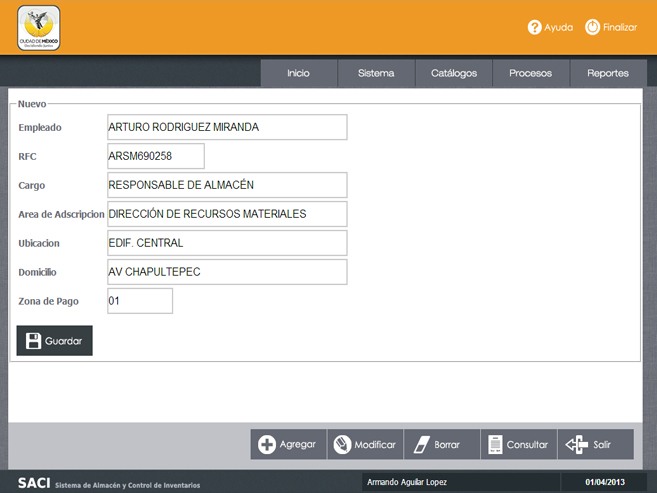 CIUDAD DE MÉXICO
Decidiendo Juntos
Ayuda
Finalizar
Inicio
Sistema
Catálogos
Procesos
Reportes
Nuevo
Empleado ARTURO RODRIGUEZ MIRANDA
RFC ARSM690258
Cargo RESPONSABLE DE ALMACÉN
Area de Adscripcion DIRECCIÓN DE RECURSOS MATERIALES
Ubicacion EDIF. CENTRAL
Domicilio AV CHAPULTEPEC
Zona de Pago 01
Guardar
Agregar
Modificar
Borrar
Consultar
Salir
SACI Sistema de Almacén y Control de Inventarios
Armando Aguilar Lopez
01/04/2013